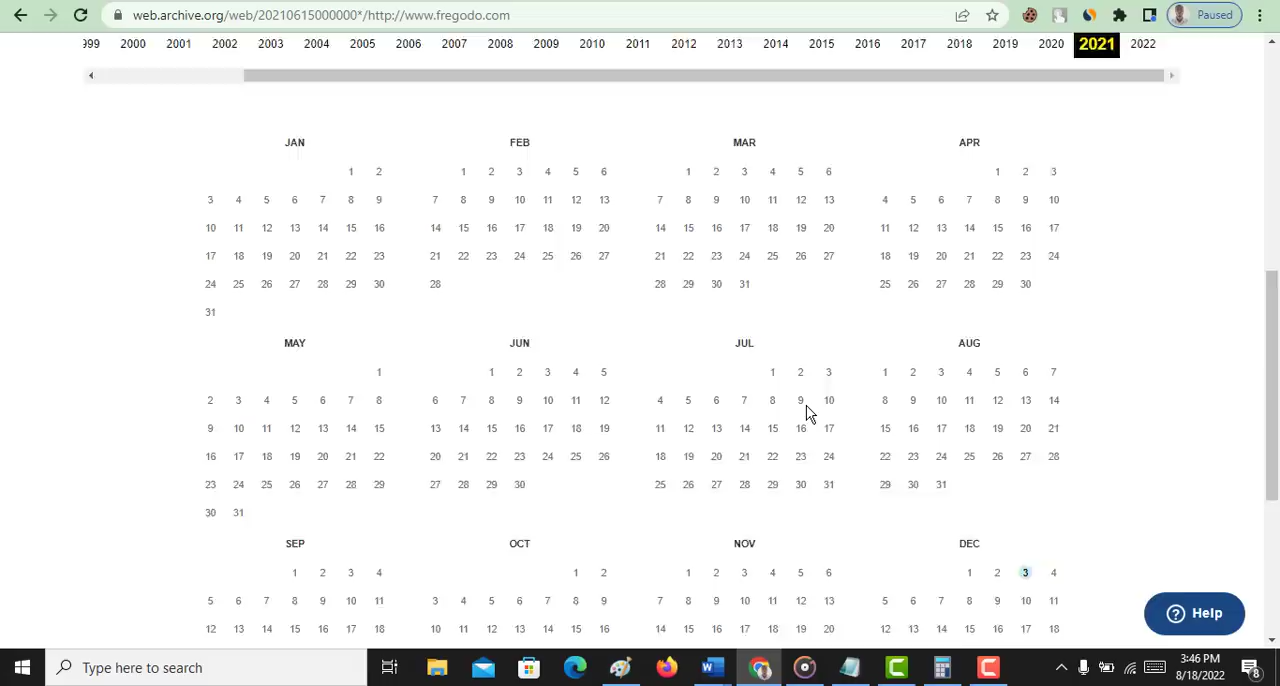 web.archive.org/web/20210615000000*/http://www.fregodo.com Paused
999 2000 2001 2002 2003 2004 2005 2006 2007 2008 2009 2010 2011 2012 2013 2014 2015 2016 2017 2018 2019 2020 2021 2022
JAN FEB MAR APR
1 2 1 2 3 4 5 6 1 2 3 4 5 6 1 2 3
3 4 5 6 7 8 9 7 8 9 10 11 12 13 7 8 9 10 11 12 13 4 5 6 7 8 9 10
10 11 12 13 14 15 16 14 15 16 17 18 19 20 14 15 16 17 18 19 20 11 12 13 14 15 16 17
17 18 19 20 21 22 23 21 22 23 24 25 26 27 21 22 23 24 25 26 27 18 19 20 21 22 23 24
24 25 26 27 28 29 30 28 28 29 30 31 25 26 27 28 29 30
31
MAY JUN JUL AUG
1 1 2 3 4 5 1 2 3 1 2 3 4 5 6 7
2 3 4 5 6 7 8 6 7 8 9 10 11 12 4 5 6 7 8 9 10 8 9 10 11 12 13 14
9 10 11 12 13 14 15 13 14 15 16 17 18 19 11 12 13 14 15 16 17 15 16 17 18 19 20 21
16 17 18 19 20 21 22 20 21 22 23 24 25 26 18 19 20 21 22 23 24 22 23 24 25 26 27 28
23 24 25 26 27 28 29 27 28 29 30 25 26 27 28 29 30 31 29 30 31
30 31
SEP OCT NOV DEC
1 2 3 4 1 2 1 2 3 4 5 6 1 2 3 4
5 6 7 8 9 10 11 3 4 5 6 7 8 9 7 8 9 10 11 12 13 5 6 7 8 9 10 11
12 13 14 15 16 17 18 10 11 12 13 14 15 16 14 15 16 17 18 19 20 12 13 14 15 16 17 18
Help
Type here to search
3:46 PM
8/18/2022
8